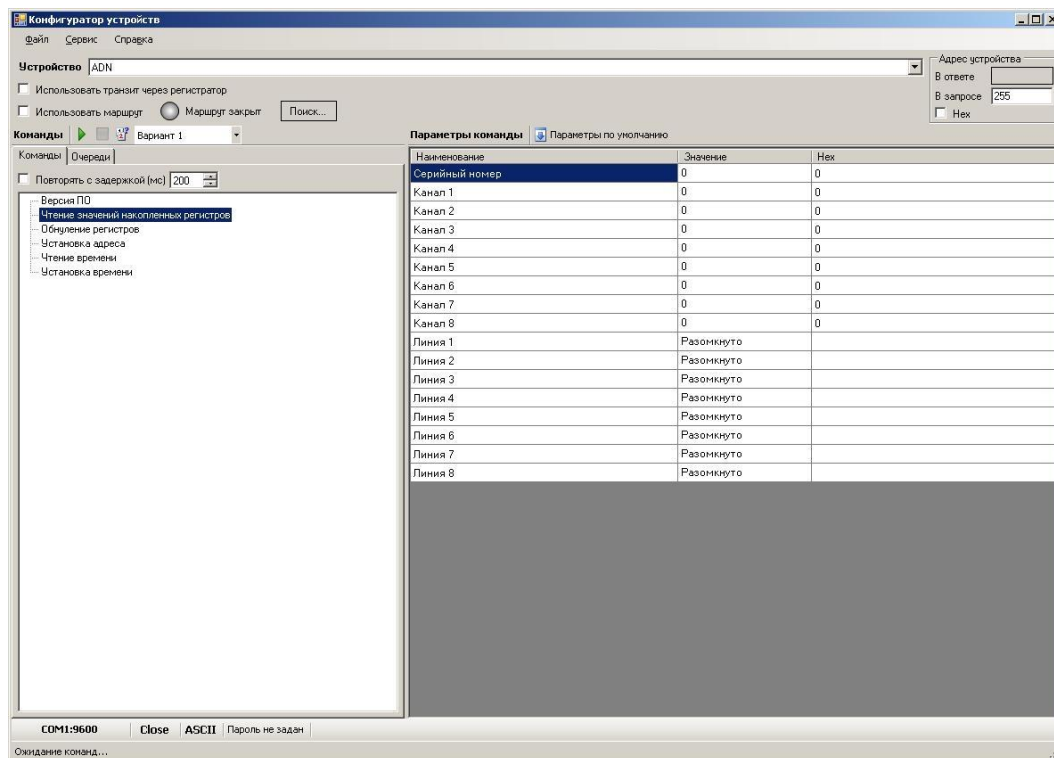 Конфигуратор устройств
Файл Сервис Справка
Устройство ADN
Адрес устройства
В ответе
В запросе 255
Hex
Использовать транзит через регистратор
Использовать маршрут Маршрут закрыт Поиск...
Команды Вариант 1
Параметры команды Параметры по умолчанию
Команды Очереди
Повторять с задержкой (мс) 200
Версия ПО
Чтение значений накопленных регистров
Обнуление регистров
Установка адреса
Чтение времени
Установка времени
Наименование Значение Hex
Серийный номер 0 0
Канал 1 0 0
Канал 2 0 0
Канал 3 0 0
Канал 4 0 0
Канал 5 0 0
Канал 6 0 0
Канал 7 0 0
Канал 8 0 0
Линия 1 Разомкнуто
Линия 2 Разомкнуто
Линия 3 Разомкнуто
Линия 4 Разомкнуто
Линия 5 Разомкнуто
Линия 6 Разомкнуто
Линия 7 Разомкнуто
Линия 8 Разомкнуто
COM1:9600 Close ASCII Пароль не задан
Ожидание команд...